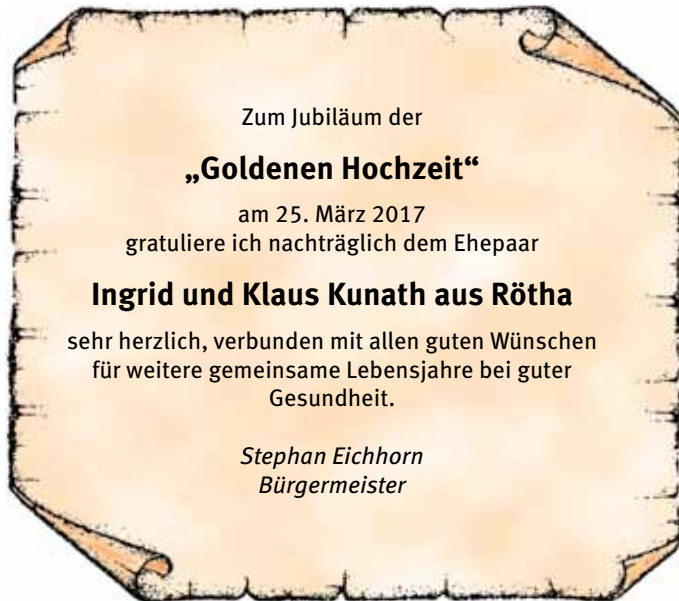 Zum Jubiläum der
„Goldenen Hochzeit“
am 25. März 2017
gratuliere ich nachträglich dem Ehepaar
Ingrid und Klaus Kunath aus Rötha
sehr herzlich, verbunden mit allen guten Wünschen
für weitere gemeinsame Lebensjahre bei guter
Gesundheit.
Stephan Eichhorn
Bürgermeister